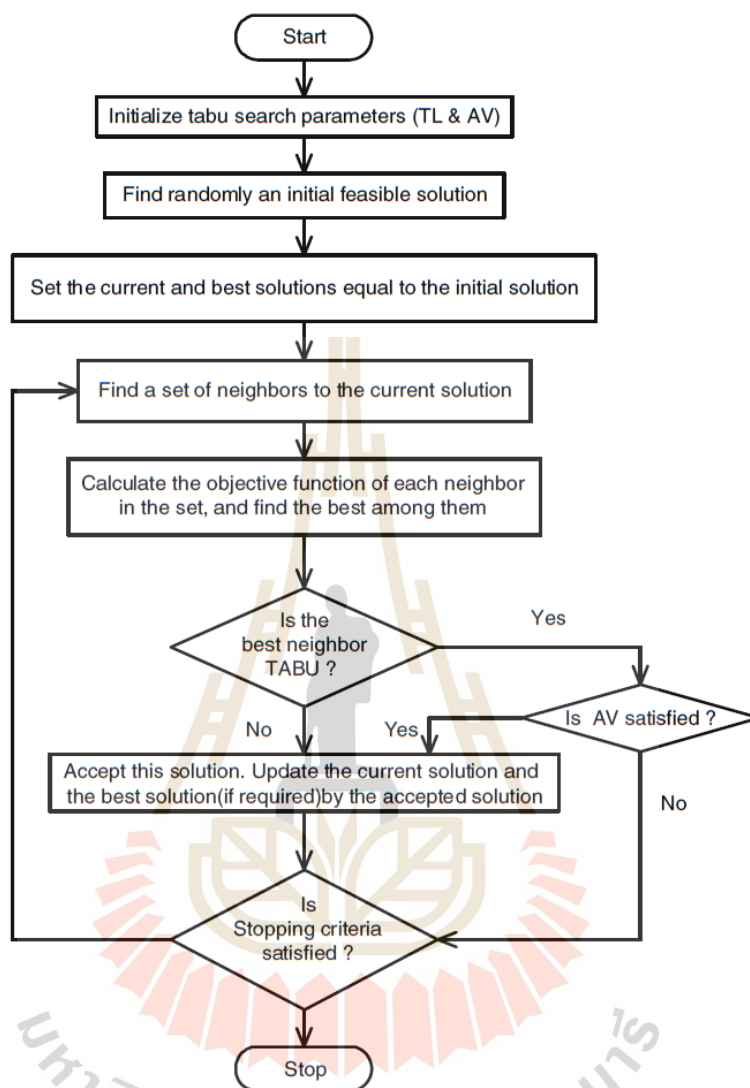 Start
Initialize tabu search parameters (TL & AV)
Find randomly an initial feasible solution
Set the current and best solutions equal to the initial solution
Find a set of neighbors to the current solution
Calculate the objective function of each neighbor
in the set, and find the best among them
Is the
best neighbor
TABU ?
Yes
Is AV satisfied ?
No
Yes
Accept this solution. Update the current solution and
the best solution(if required)by the accepted solution
No
Is
Stopping criteria
satisfied ?
Stop